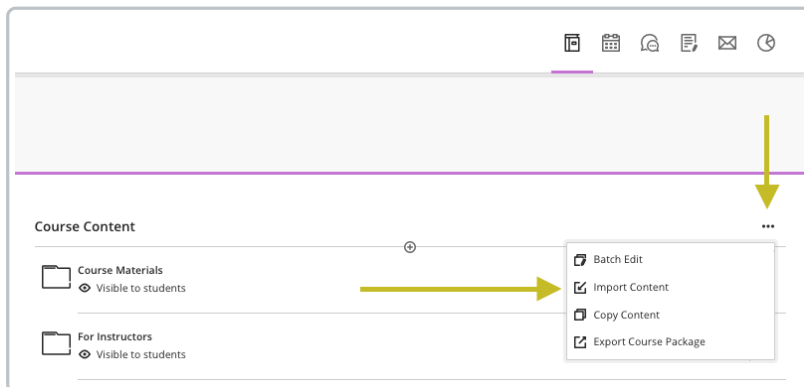 Course Content
Course Materials
Visible to students
For Instructors
Visible to students
Batch Edit
Import Content
Copy Content
Export Course Package